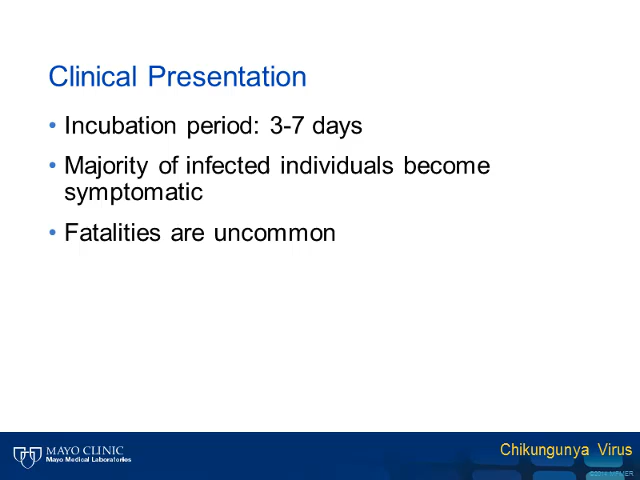 Clinical Presentation
• Incubation period: 3-7 days
• Majority of infected individuals become
symptomatic
• Fatalities are uncommon
MAYO CLINIC
Mayo Medical Laboratories
Chikungunya Virus